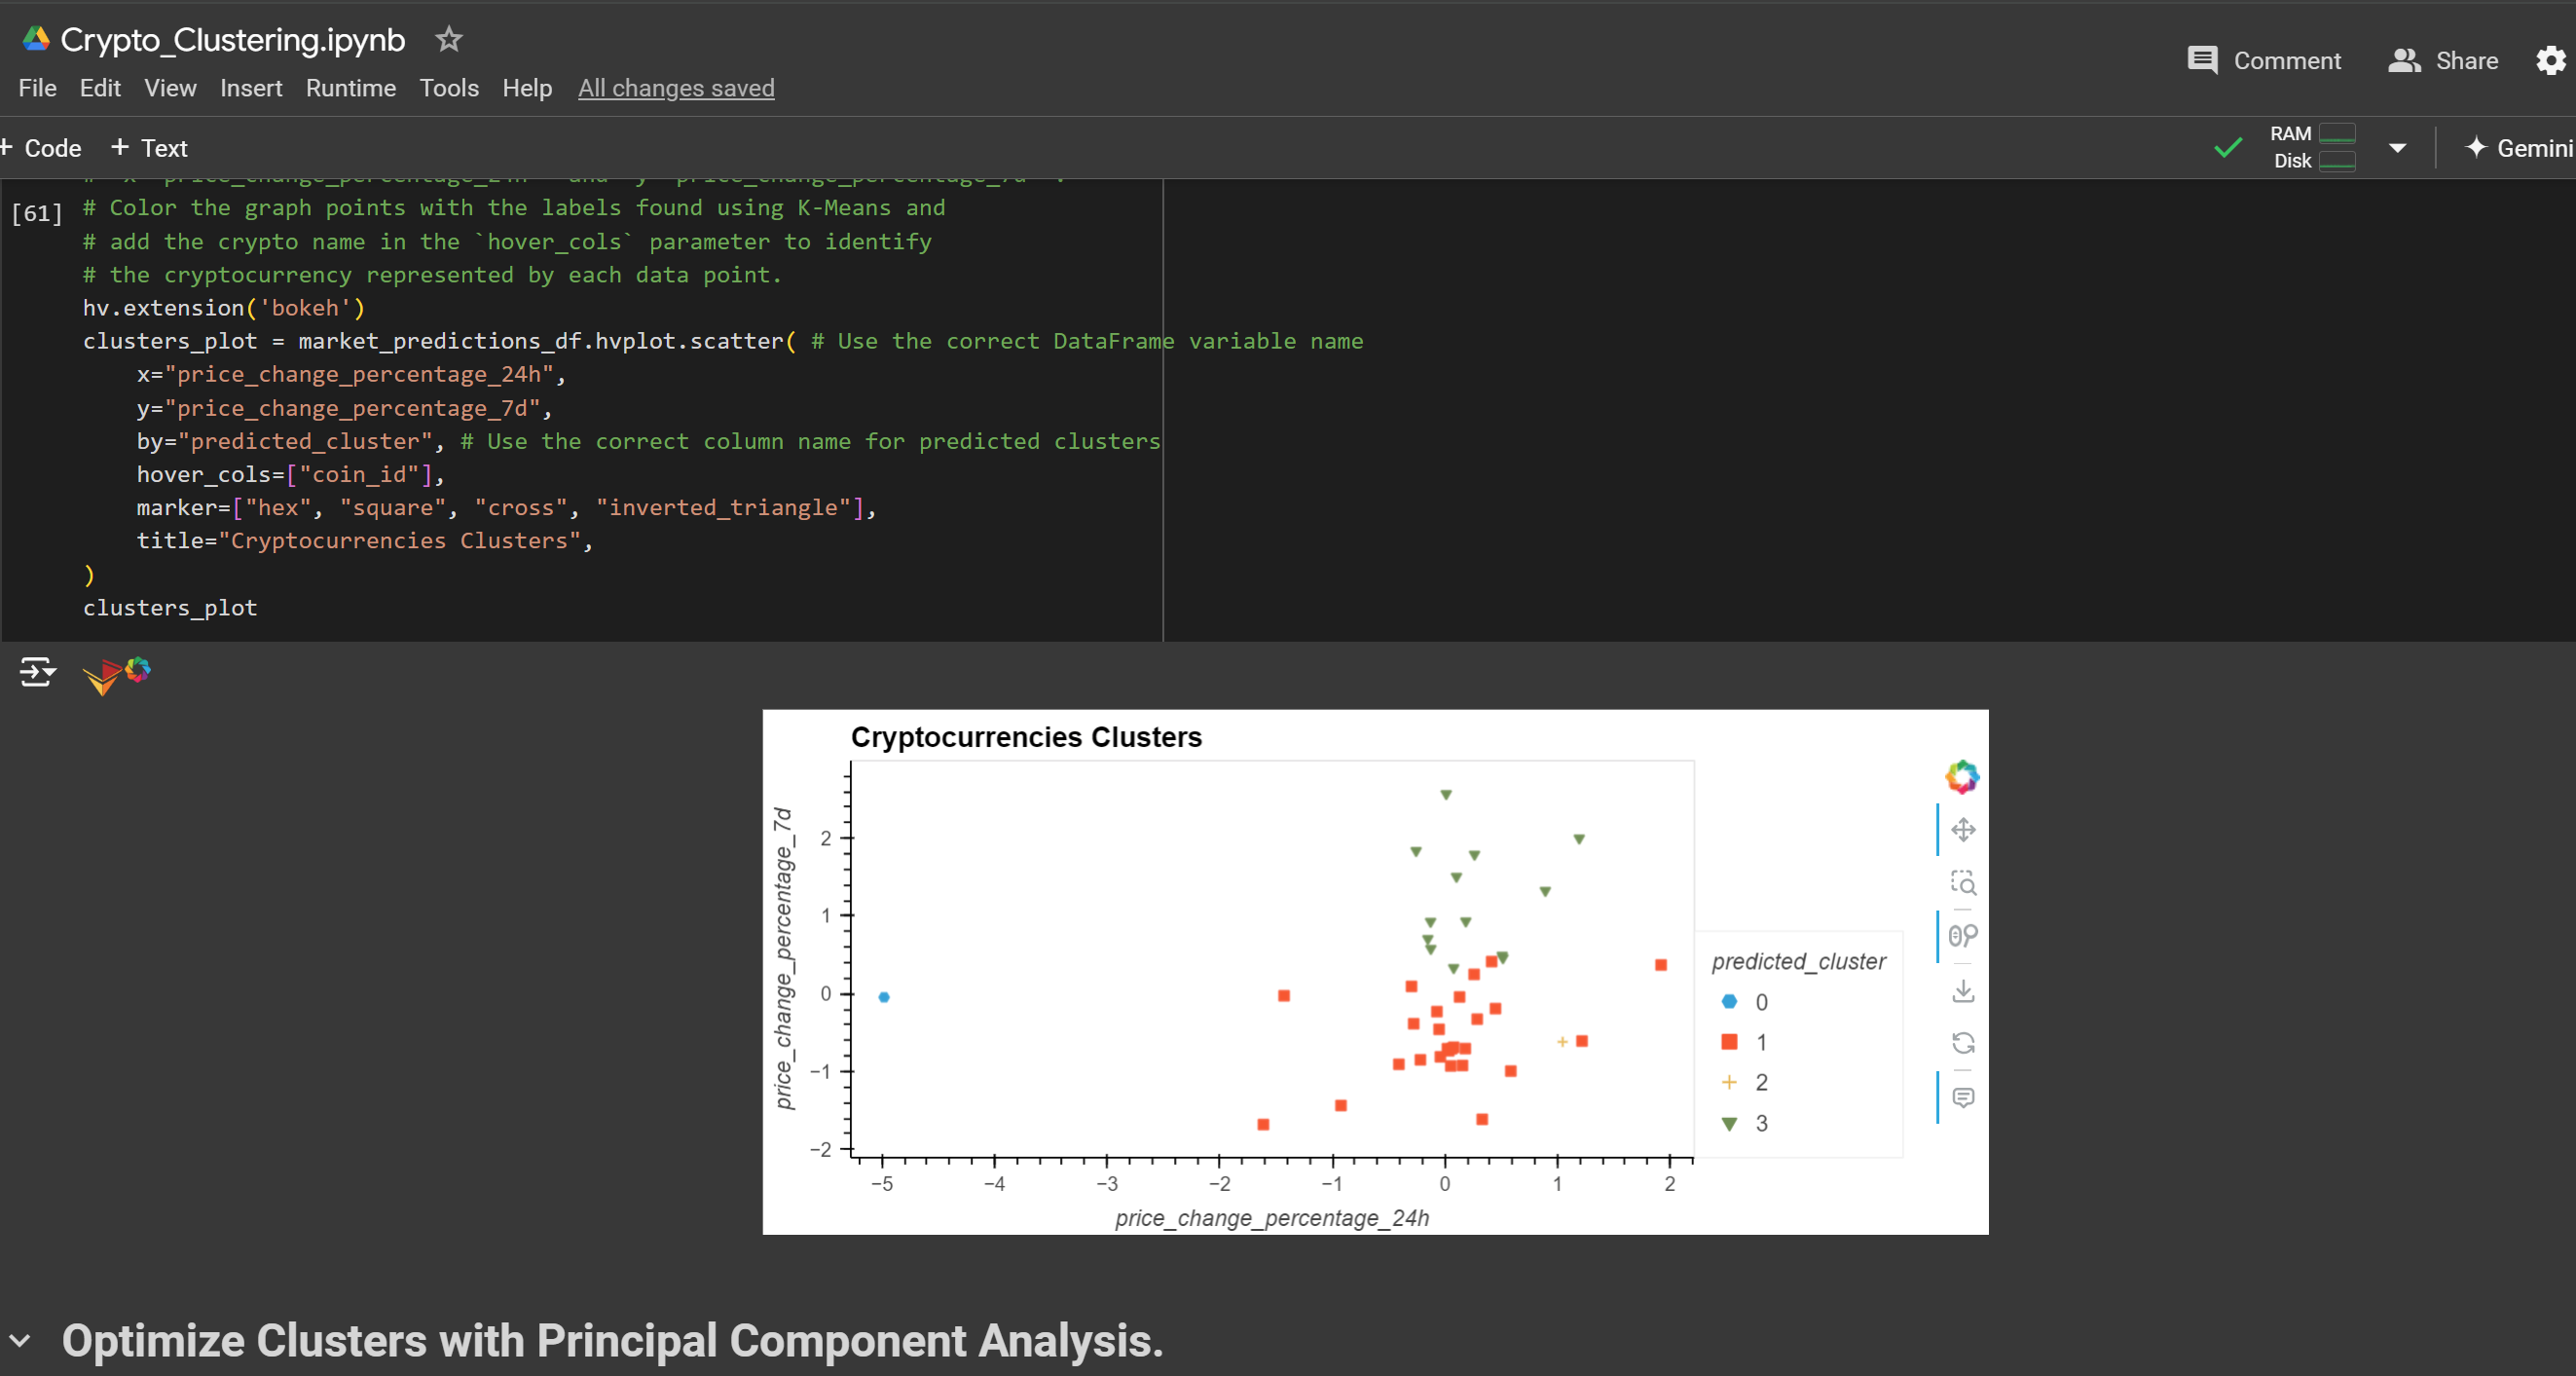 Crypto_Clustering.ipynb
Comment
Share
File Edit View Insert Runtime Tools Help All changes saved
+ Code + Text
RAM
Disk
Gemini
# `x="price_change_percentage_24h"` and `y="price_change_percentage_7d"`.
[61]
# Color the graph points with the labels found using K-Means and
# add the crypto name in the `hover_cols` parameter to identify
# the cryptocurrency represented by each data point.
hv.extension('bokeh')
clusters_plot = market_predictions_df.hvplot.scatter( # Use the correct DataFrame variable name
x="price_change_percentage_24h",
y="price_change_percentage_7d",
by="predicted_cluster", # Use the correct column name for predicted clusters
hover_cols=["coin_id"],
marker=["hex", "square", "cross", "inverted_triangle"],
title="Cryptocurrencies Clusters",
)
clusters_plot
Cryptocurrencies Clusters
price_change_percentage_7d
2
1
0
−1
−2
−5 −4 −3 −2 −1 0 1 2
price_change_percentage_24h
predicted_cluster
0
1
2
3
Optimize Clusters with Principal Component Analysis.